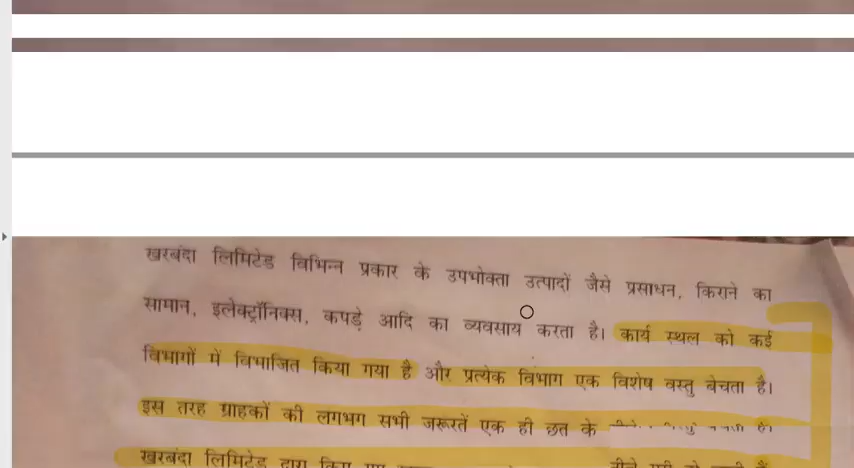 खरबंदा लिमिटेड विभिन्न प्रकार के उपभोक्ता उत्पादों जैसे प्रसाधन, किराने का
सामान, इलेक्ट्रॉनिक्स, कपड़े आदि का व्यवसाय करता है। कार्य स्थल को कई
विभागों में विभाजित किया गया है और प्रत्येक विभाग एक विशेष वस्तु बेचता है।
इस तरह ग्राहकों की लगभग सभी जरूरतें एक ही छत के
खरबंदा लिमिटेड